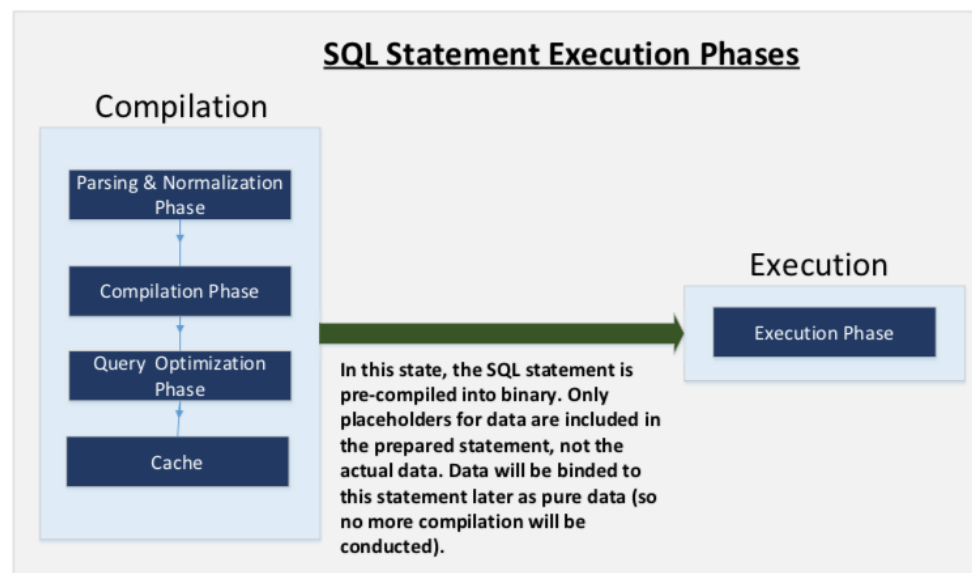 SQL Statement Execution Phases
Compilation
Parsing & Normalization
Phase
Compilation Phase
Query Optimization
Phase
Cache
In this state, the SQL statement is
pre-compiled into binary. Only
placeholders for data are included in
the prepared statement, not the
actual data. Data will be binded to
this statement later as pure data (so
no more compilation will be
conducted).
Execution
Execution Phase